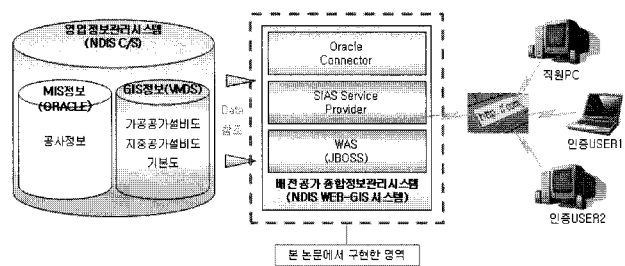 영업정보관리시스템
(NDIS C/S)
MIS정보
(ORACLE)
공사정보
GIS정보(VMDS)
가공공가설비도
지중공가설비도
기본도
Data
Oracle
Connector
SIAS Service
Provider
WAS
(JBOSS)
배전공가 종합정보관리시스템
(NDIS WEB-GIS 시스템)
본 논문에서 구현한 영역
직원PC
인증USER1
인증USER2